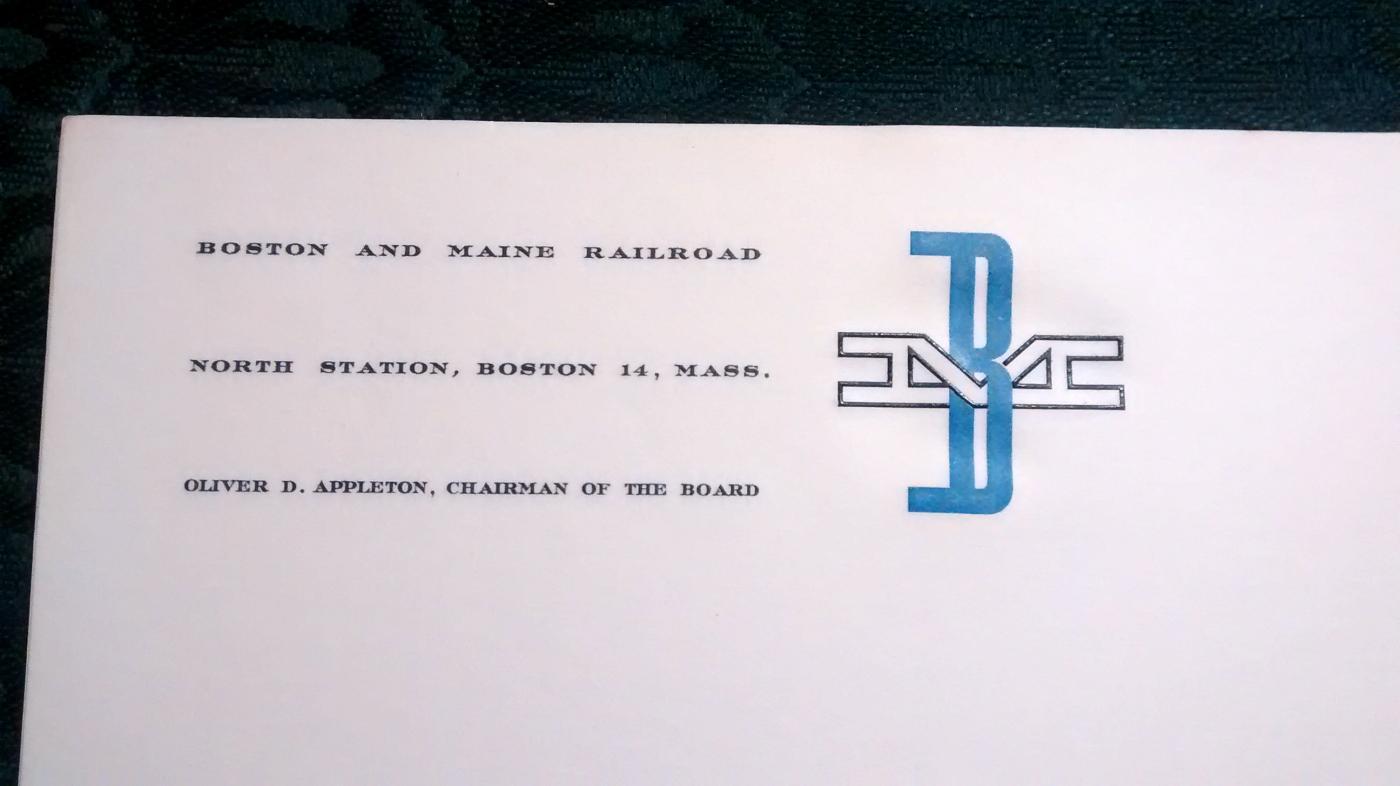 BOSTON AND MAINE RAILROAD
NORTH STATION, BOSTON 14, MASS.
OLIVER D. APPLETON, CHAIRMAN OF THE BOARD
B
M